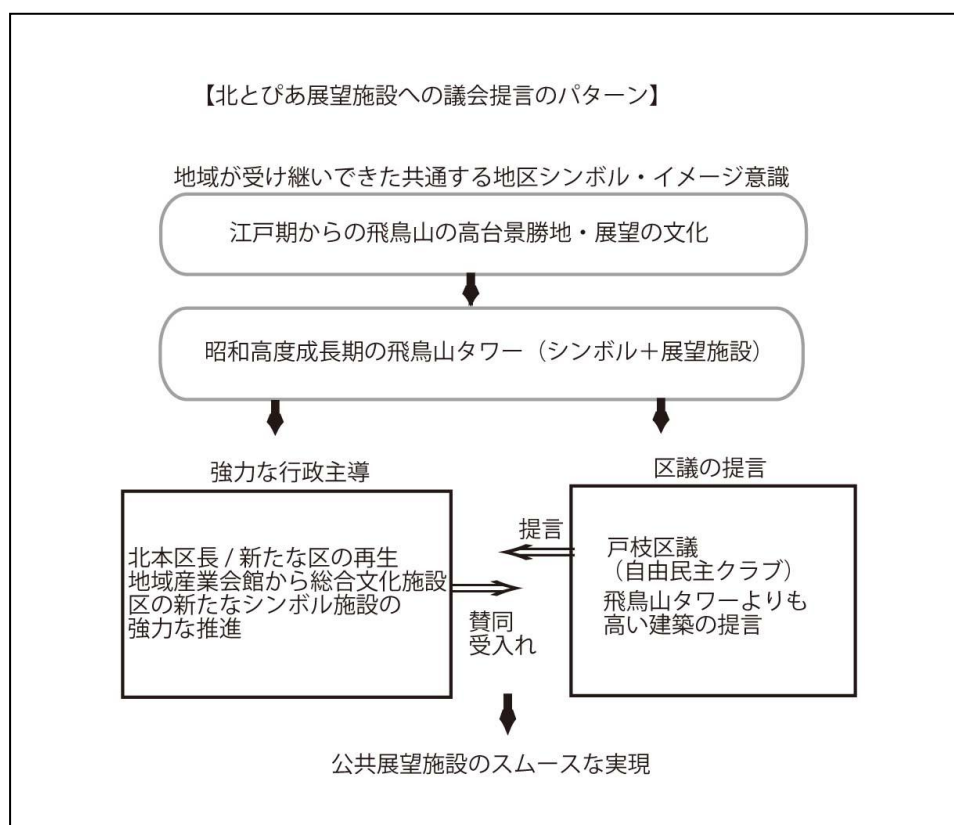 【北とぴあ展望施設への議会提言のパターン】
地域が受け継いできた共通する地区シンボル・イメージ意識
江戸期からの飛鳥山の高台景勝地・展望の文化
昭和高度成長期の飛鳥山タワー（シンボル＋展望施設）
強力な行政主導
北本区長 / 新たな区の再生
地域産業会館から総合文化施設
区の新たなシンボル施設の
強力な推進
提言
賛同
受入れ
区議の提言
戸枝区議
（自由民主クラブ）
飛鳥山タワーよりも
高い建築の提言
公共展望施設のスムースな実現